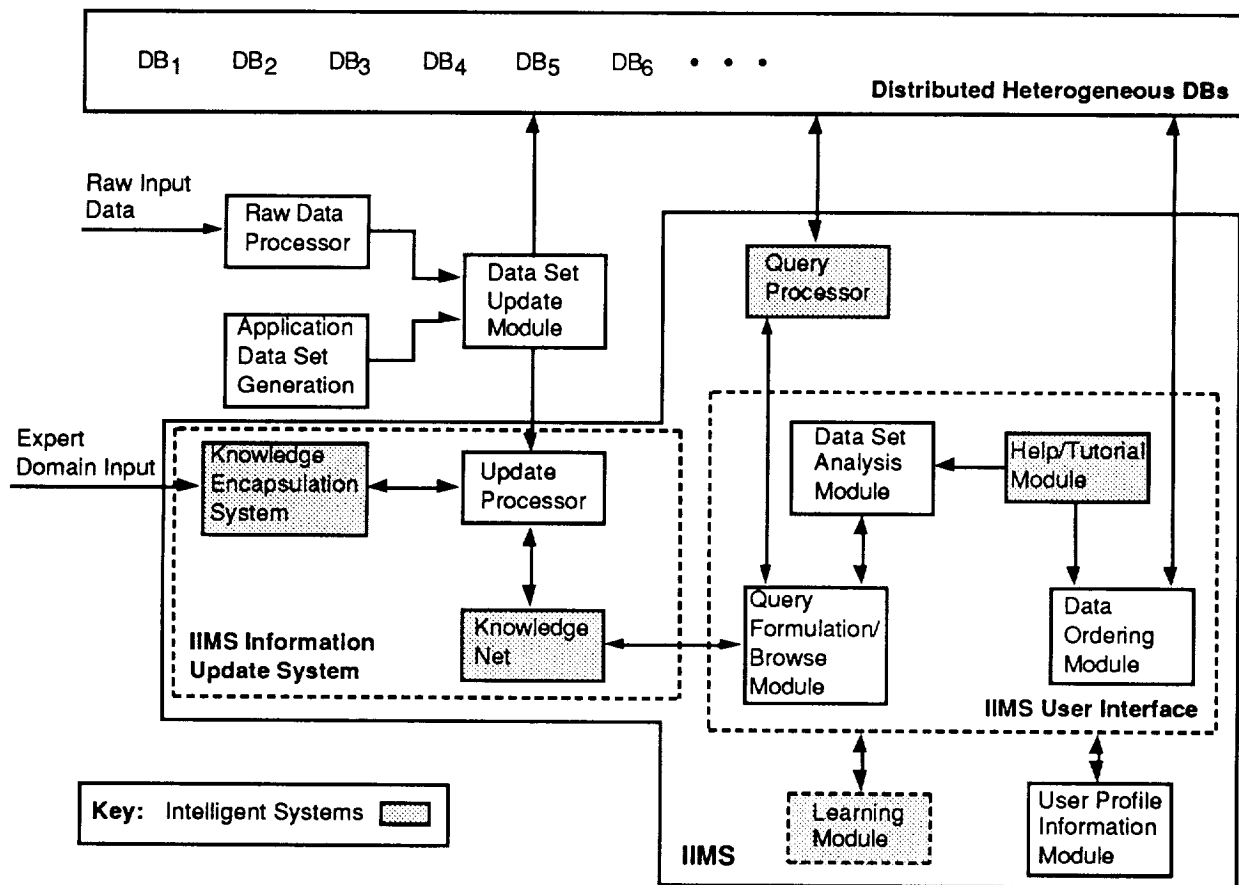 DB1 DB2 DB3 DB4 DB5 DB6 • • •
Distributed Heterogeneous DBs
Raw Input
Data
Raw Data
Processor
Data Set
Update
Module
Application
Data Set
Generation
Query
Processor
Expert
Domain Input
Knowledge
Encapsulation
System
Update
Processor
Knowledge
Net
IIMS Information
Update System
Data Set
Analysis
Module
Help/Tutorial
Module
Query
Formulation/
Browse
Module
Data
Ordering
Module
IIMS User Interface
Learning
Module
User Profile
Information
Module
IIMS
Key: Intelligent Systems